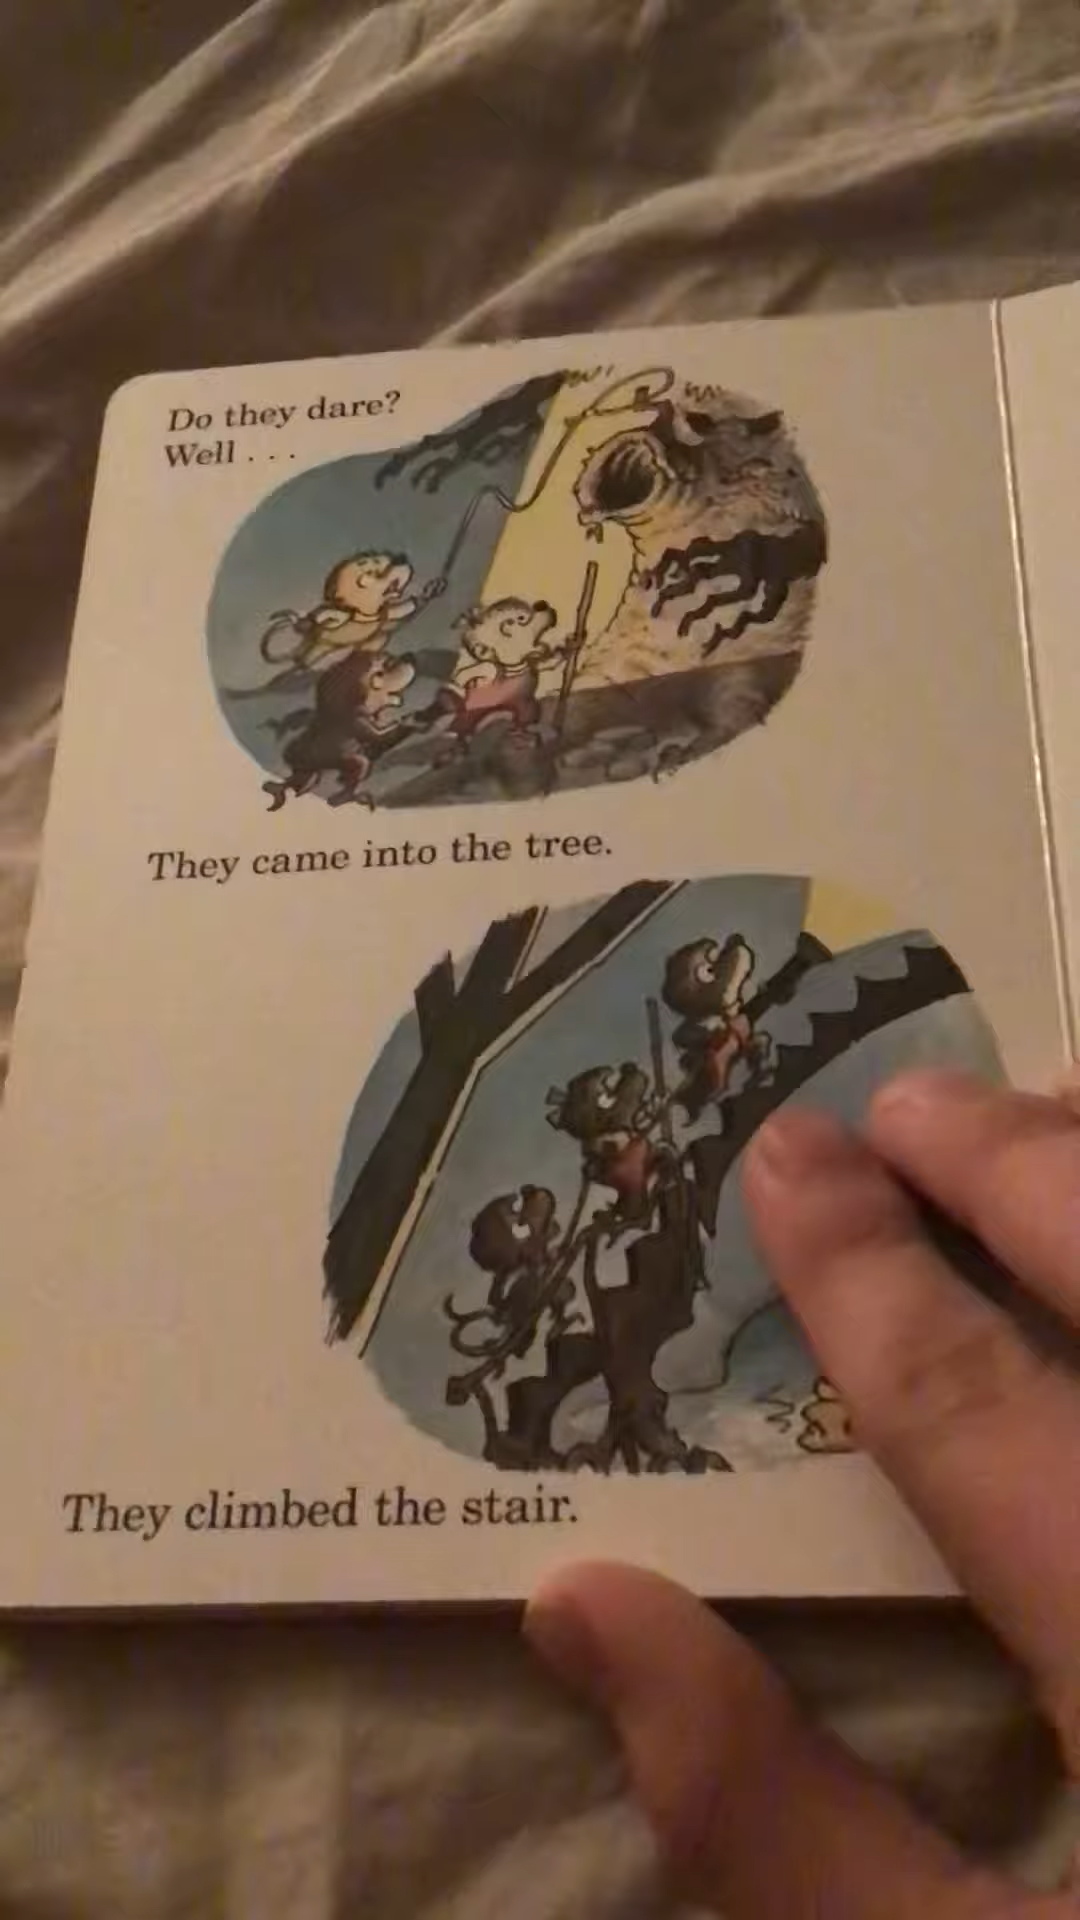 Do they dare?
Well . . .
They came into the tree.
They climbed the stair.